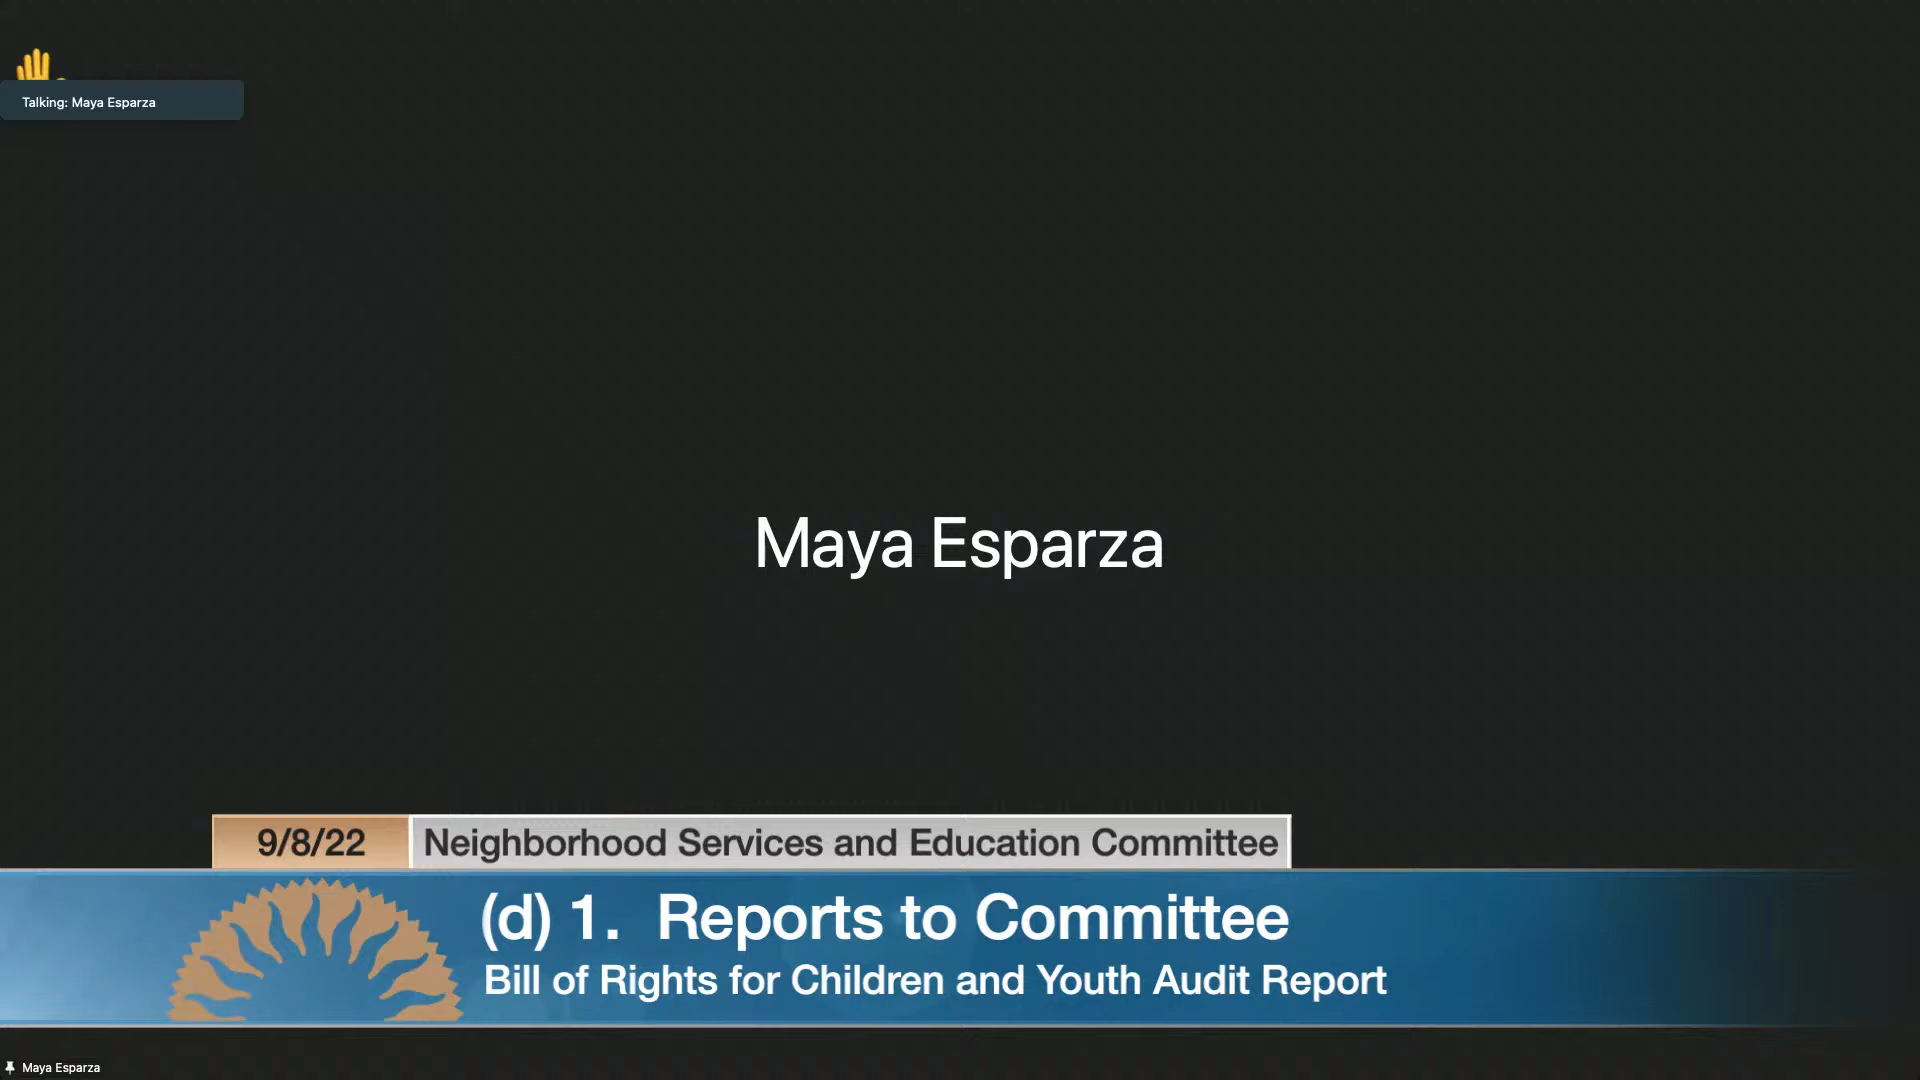 Talking: Maya Esparza
Maya Esparza
9/8/22 Neighborhood Services and Education Committee
(d) 1. Reports to Committee
Bill of Rights for Children and Youth Audit Report
Maya Esparza